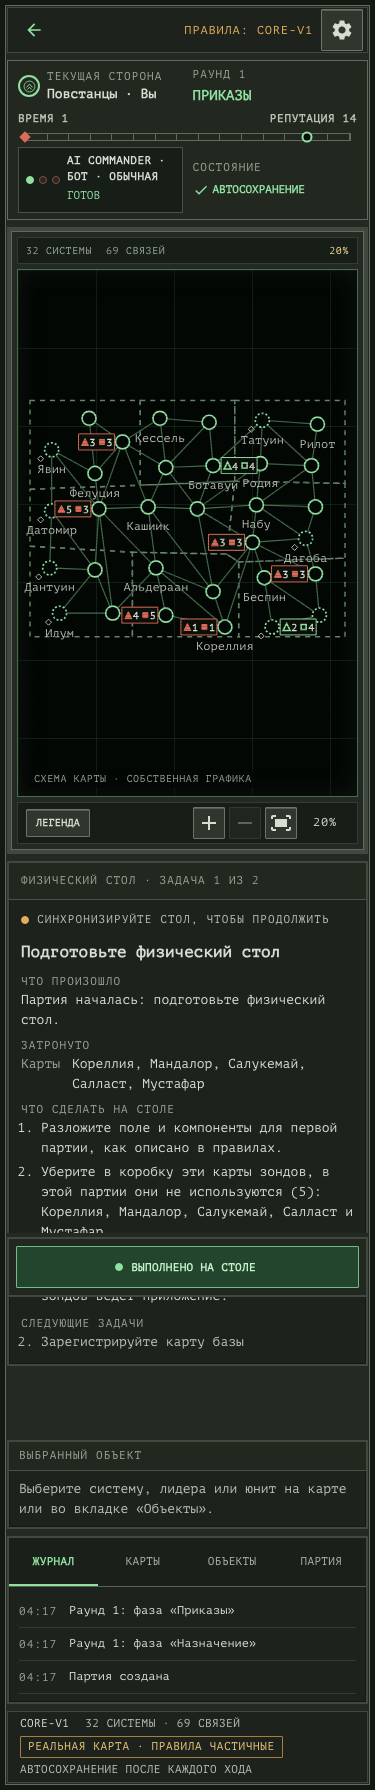 ПРАВИЛА: CORE-V1
ТЕКУЩАЯ СТОРОНА
Повстанцы · Вы
РАУНД 1
ПРИКАЗЫ
ВРЕМЯ 1
РЕПУТАЦИЯ 14
AI COMMANDER ·
БОТ · ОБЫЧНАЯ
ГОТОВ
СОСТОЯНИЕ
АВТОСОХРАНЕНИЕ
32 СИСТЕМЫ 69 СВЯЗЕЙ
20%
3 3
Кессель
Татуин
Рилот
Явин
4 4
Фелуция
Ботавуи
Родия
Датомир
5 3
Кашиик
Набу
3 3
Дагоба
Дантуин
Альдераан
3 3
Беспин
Идум
4 5
1 1
2 4
Кореллия
СХЕМА КАРТЫ · СОБСТВЕННАЯ ГРАФИКА
ЛЕГЕНДА
20%
ФИЗИЧЕСКИЙ СТОЛ · ЗАДАЧА 1 ИЗ 2
СИНХРОНИЗИРУЙТЕ СТОЛ, ЧТОБЫ ПРОДОЛЖИТЬ
Подготовьте физический стол
ЧТО ПРОИЗОШЛО
Партия началась: подготовьте физический
стол.
ЗАТРОНУТО
Карты Кореллия, Мандалор, Салукемай,
Салласт, Мустафар
ЧТО СДЕЛАТЬ НА СТОЛЕ
1. Разложите поле и компоненты для первой
партии, как описано в правилах.
2. Уберите в коробку эти карты зондов, в
этой партии они не используются (5):
Кореллия, Мандалор, Салукемай, Салласт и
Мустафар
ВЫПОЛНЕНО НА СТОЛЕ
зондов ведёт приложение.
СЛЕДУЮЩИЕ ЗАДАЧИ
2. Зарегистрируйте карту базы
ВЫБРАННЫЙ ОБЪЕКТ
Выберите систему, лидера или юнит на карте
или во вкладке «Объекты».
ЖУРНАЛ
КАРТЫ
ОБЪЕКТЫ
ПАРТИЯ
04:17 Раунд 1: фаза «Приказы»
04:17 Раунд 1: фаза «Назначение»
04:17 Партия создана
CORE-V1 32 СИСТЕМЫ · 69 СВЯЗЕЙ
РЕАЛЬНАЯ КАРТА · ПРАВИЛА ЧАСТИЧНЫЕ
АВТОСОХРАНЕНИЕ ПОСЛЕ КАЖДОГО ХОДА